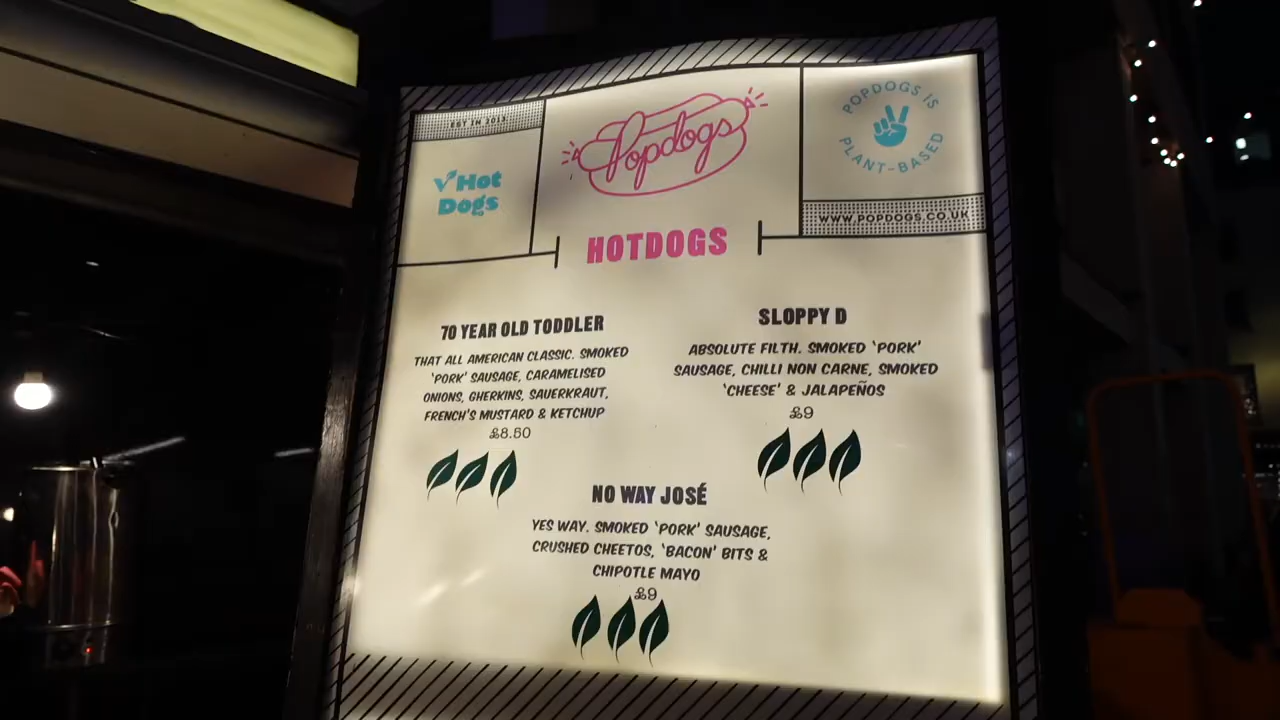 Hot
Dogs
Popdogs
POPDOGS IS
PLANT-BASED
WWW.POPDOGS.CO.UK
HOTDOGS
70 YEAR OLD TODDLER
THAT ALL AMERICAN CLASSIC. SMOKED
'PORK' SAUSAGE, CARAMELISED
ONIONS, GHERKINS, SAUERKRAUT,
FRENCH'S MUSTARD & KETCHUP
£8.50
SLOPPY D
ABSOLUTE FILTH. SMOKED 'PORK'
SAUSAGE, CHILLI NON CARNE, SMOKED
'CHEESE' & JALAPEÑOS
£9
NO WAY JOSÉ
YES WAY. SMOKED 'PORK' SAUSAGE,
CRUSHED CHEETOS, 'BACON' BITS &
CHIPOTLE MAYO
£9